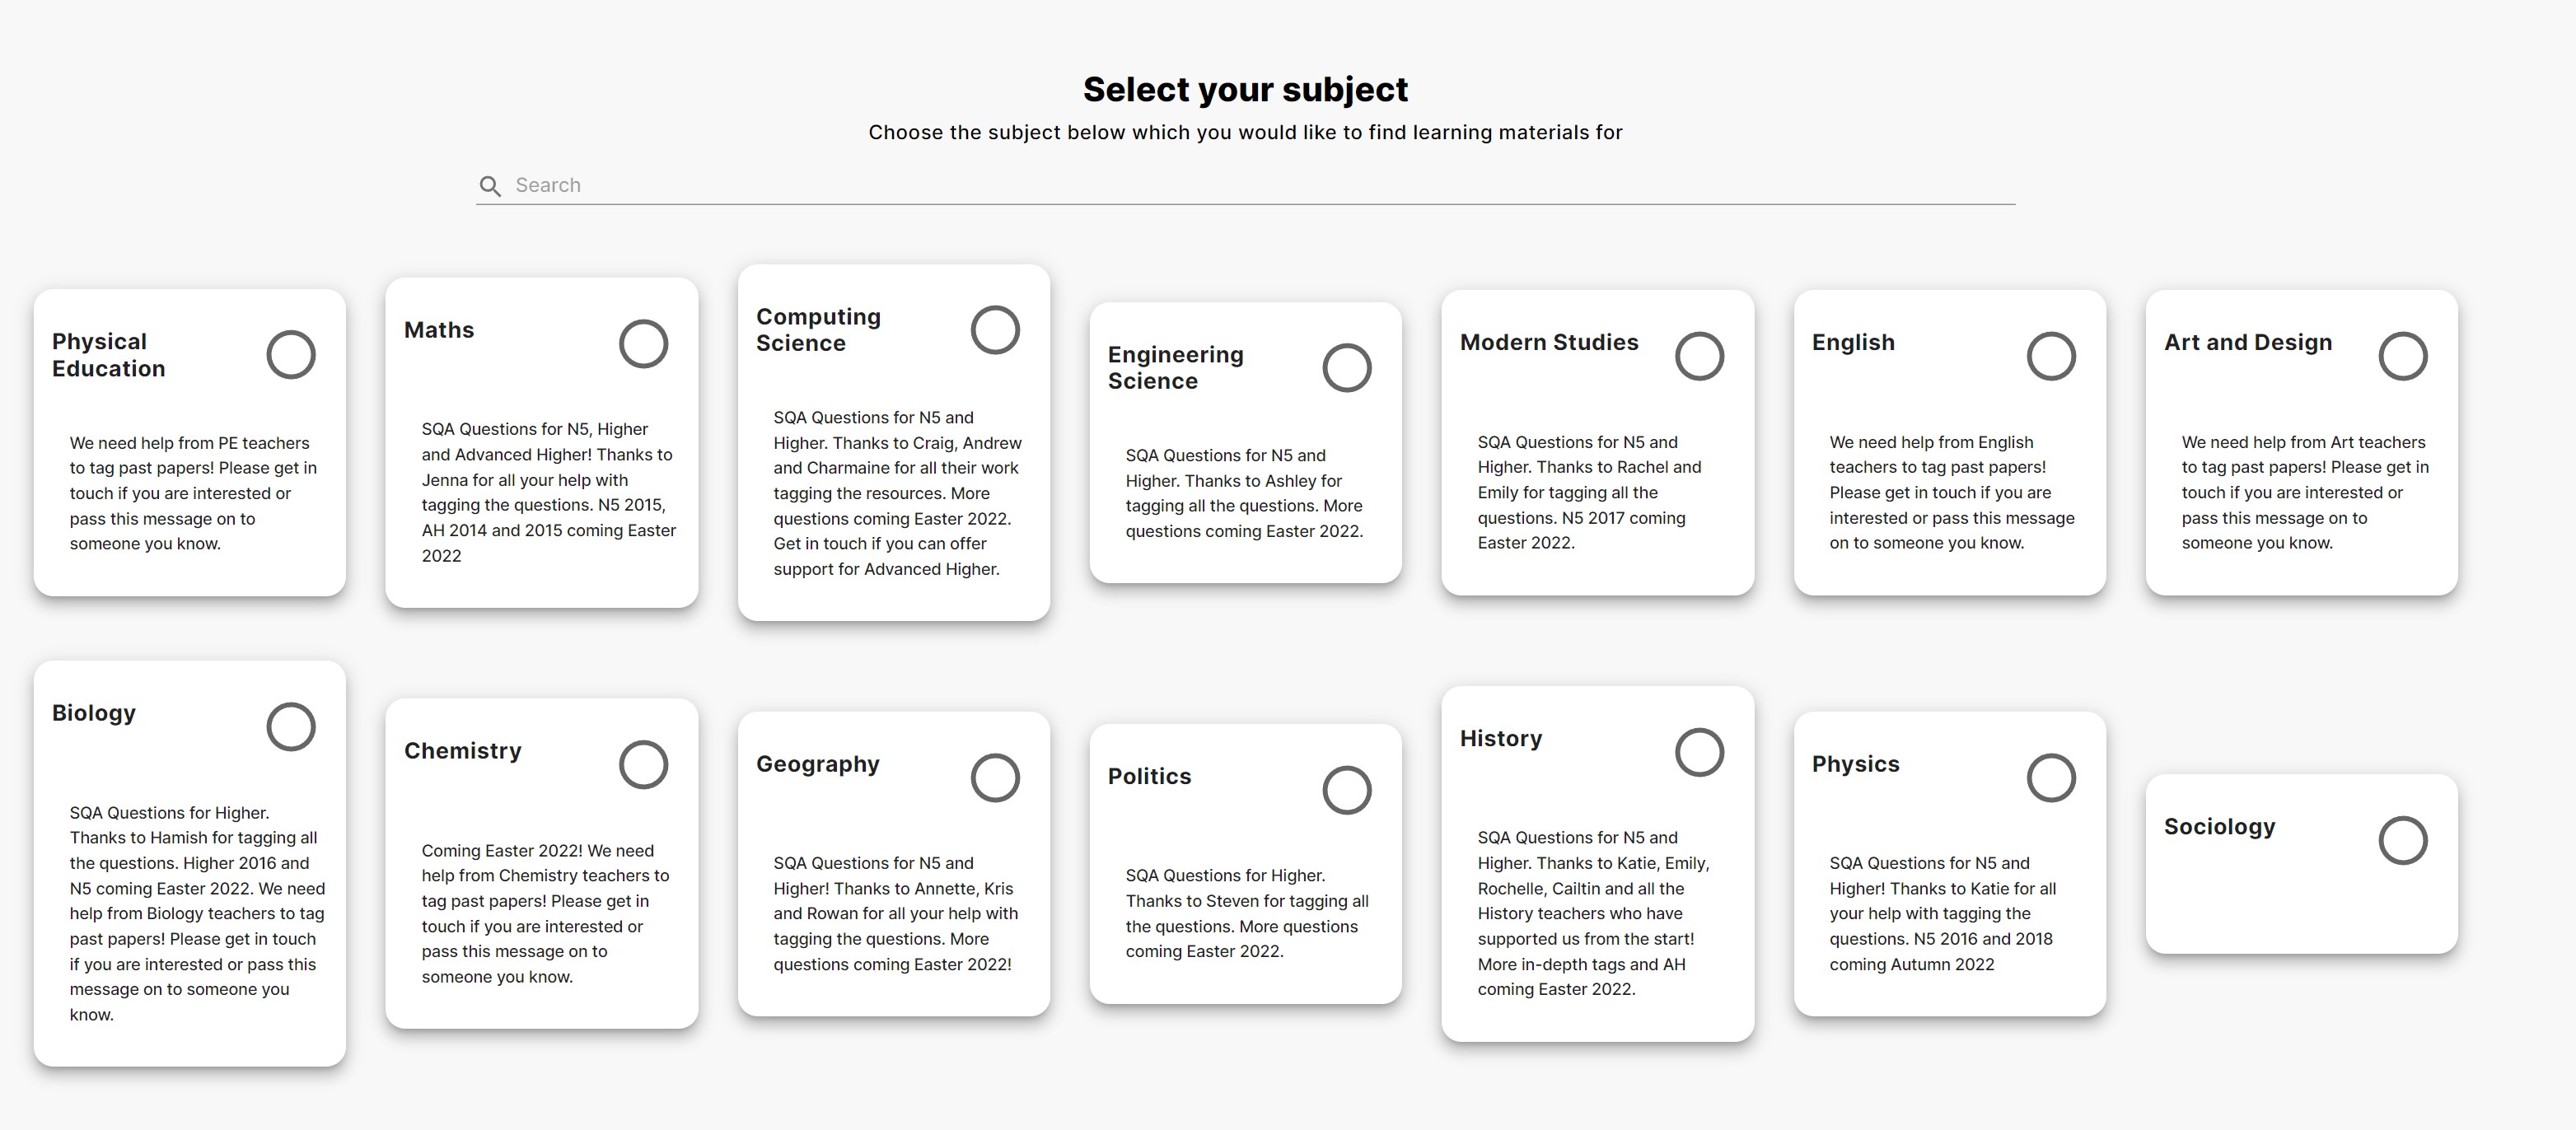 Select your subject
Choose the subject below which you would like to find learning materials for
Search
Physical
Education
We need help from PE teachers
to tag past papers! Please get in
touch if you are interested or
pass this message on to
someone you know.
Maths
SQA Questions for N5, Higher
and Advanced Higher! Thanks to
Jenna for all your help with
tagging the questions. N5 2015,
AH 2014 and 2015 coming Easter
2022
Computing
Science
SQA Questions for N5 and
Higher. Thanks to Craig, Andrew
and Charmaine for all their work
tagging the resources. More
questions coming Easter 2022.
Get in touch if you can offer
support for Advanced Higher.
Engineering
Science
SQA Questions for N5 and
Higher. Thanks to Ashley for
tagging all the questions. More
questions coming Easter 2022.
Modern Studies
SQA Questions for N5 and
Higher. Thanks to Rachel and
Emily for tagging all the
questions. N5 2017 coming
Easter 2022.
English
We need help from English
teachers to tag past papers!
Please get in touch if you are
interested or pass this message
on to someone you know.
Art and Design
We need help from Art teachers
to tag past papers! Please get in
touch if you are interested or
pass this message on to
someone you know.
Biology
SQA Questions for Higher.
Thanks to Hamish for tagging all
the questions. Higher 2016 and
N5 coming Easter 2022. We need
help from Biology teachers to tag
past papers! Please get in touch
if you are interested or pass this
message on to someone you
know.
Chemistry
Coming Easter 2022! We need
help from Chemistry teachers to
tag past papers! Please get in
touch if you are interested or
pass this message on to
someone you know.
Geography
SQA Questions for N5 and
Higher! Thanks to Annette, Kris
and Rowan for all your help with
tagging the questions. More
questions coming Easter 2022!
Politics
SQA Questions for Higher.
Thanks to Steven for tagging all
the questions. More questions
coming Easter 2022.
History
SQA Questions for N5 and
Higher. Thanks to Katie, Emily,
Rochelle, Cailtin and all the
History teachers who have
supported us from the start!
More in-depth tags and AH
coming Easter 2022.
Physics
SQA Questions for N5 and
Higher! Thanks to Katie for all
your help with tagging the
questions. N5 2016 and 2018
coming Autumn 2022
Sociology